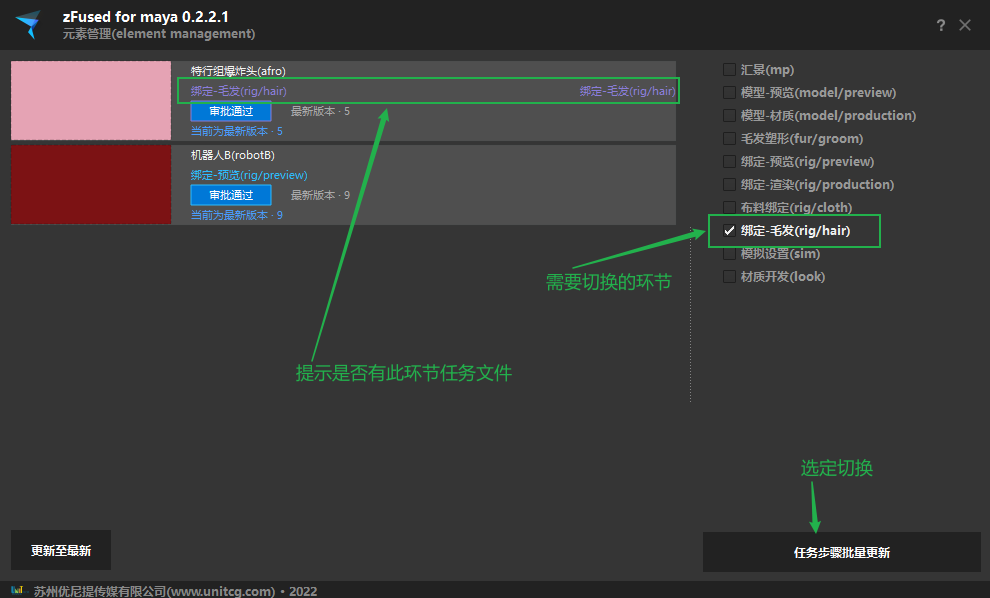 zFused for maya 0.2.2.1
元素管理(element management)
?
特行组爆炸头(afro)
绑定-毛发(rig/hair) 绑定-毛发(rig/hair)
审批通过 最新版本 · 5
当前为最新版本 · 5
机器人B(robotB)
绑定-预览(rig/preview)
审批通过 最新版本 · 9
当前为最新版本 · 9
汇景(mp)
模型-预览(model/preview)
模型-材质(model/production)
毛发塑形(fur/groom)
绑定-预览(rig/preview)
绑定-渲染(rig/production)
布料绑定(rig/cloth)
绑定-毛发(rig/hair)
模拟设置(sim)
材质开发(look)
需要切换的环节
提示是否有此环节任务文件
选定切换
更新至最新
任务步骤批量更新
苏州优尼提传媒有限公司(www.unitcg.com) · 2022